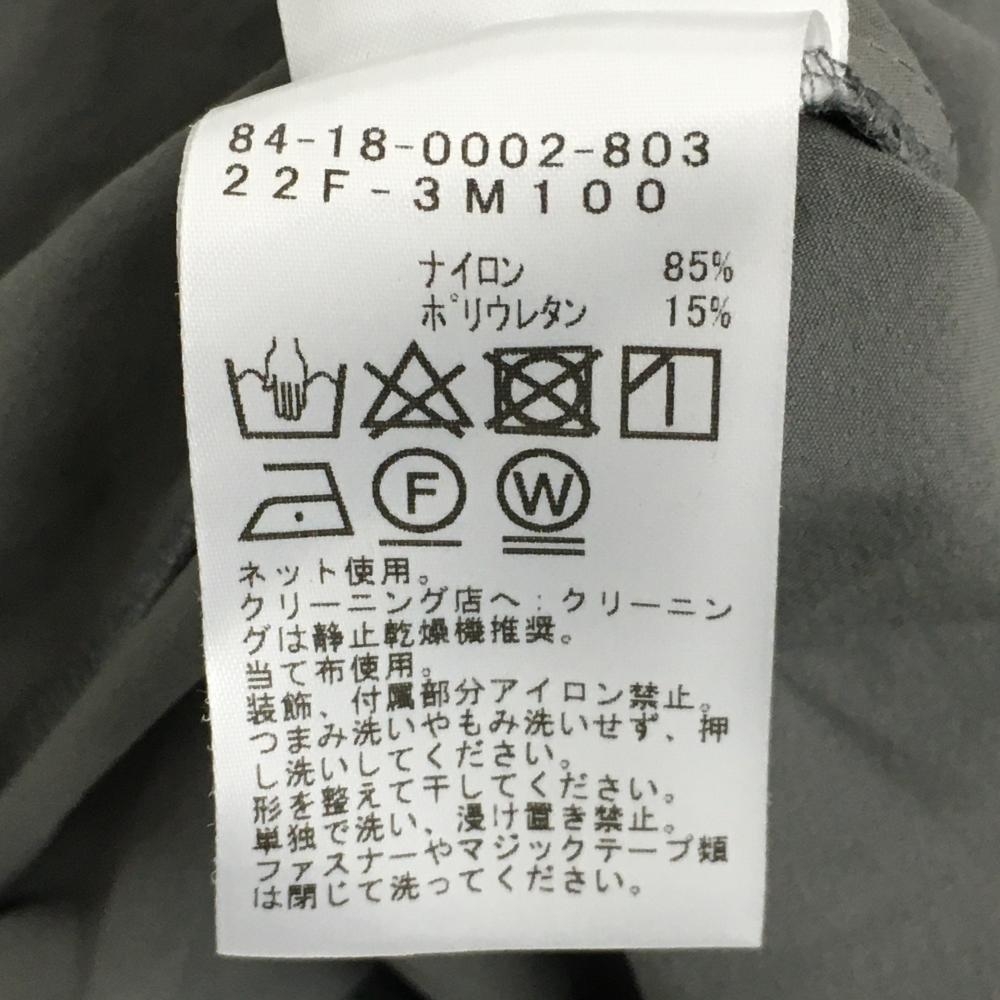 84-18-0002-803
22F-3M100
ナイロン 85%
ポリウレタン 15%
F W
ネット使用。
クリーニング店へ:クリーニン
グは静止乾燥機推奨。
当て布使用。
装飾、付属部分アイロン禁止。
つまみ洗いやもみ洗いせず、押
し洗いしてください。
形を整えて干してください。
単独で洗い、浸け置き禁止。
ファスナーやマジックテープ類
は閉じて洗ってください。